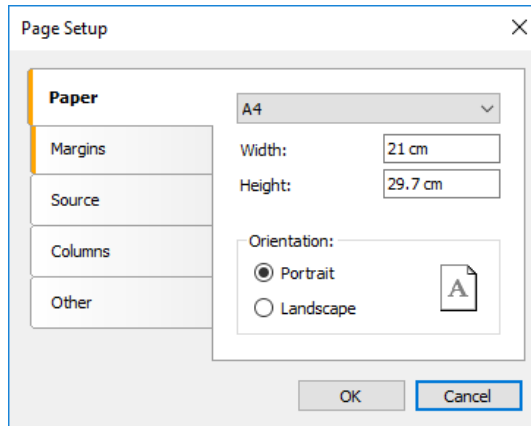 Page Setup
Paper
Margins
Source
Columns
Other
A4
Width: 21 cm
Height: 29.7 cm
Orientation:
Portrait
Landscape
A
OK Cancel